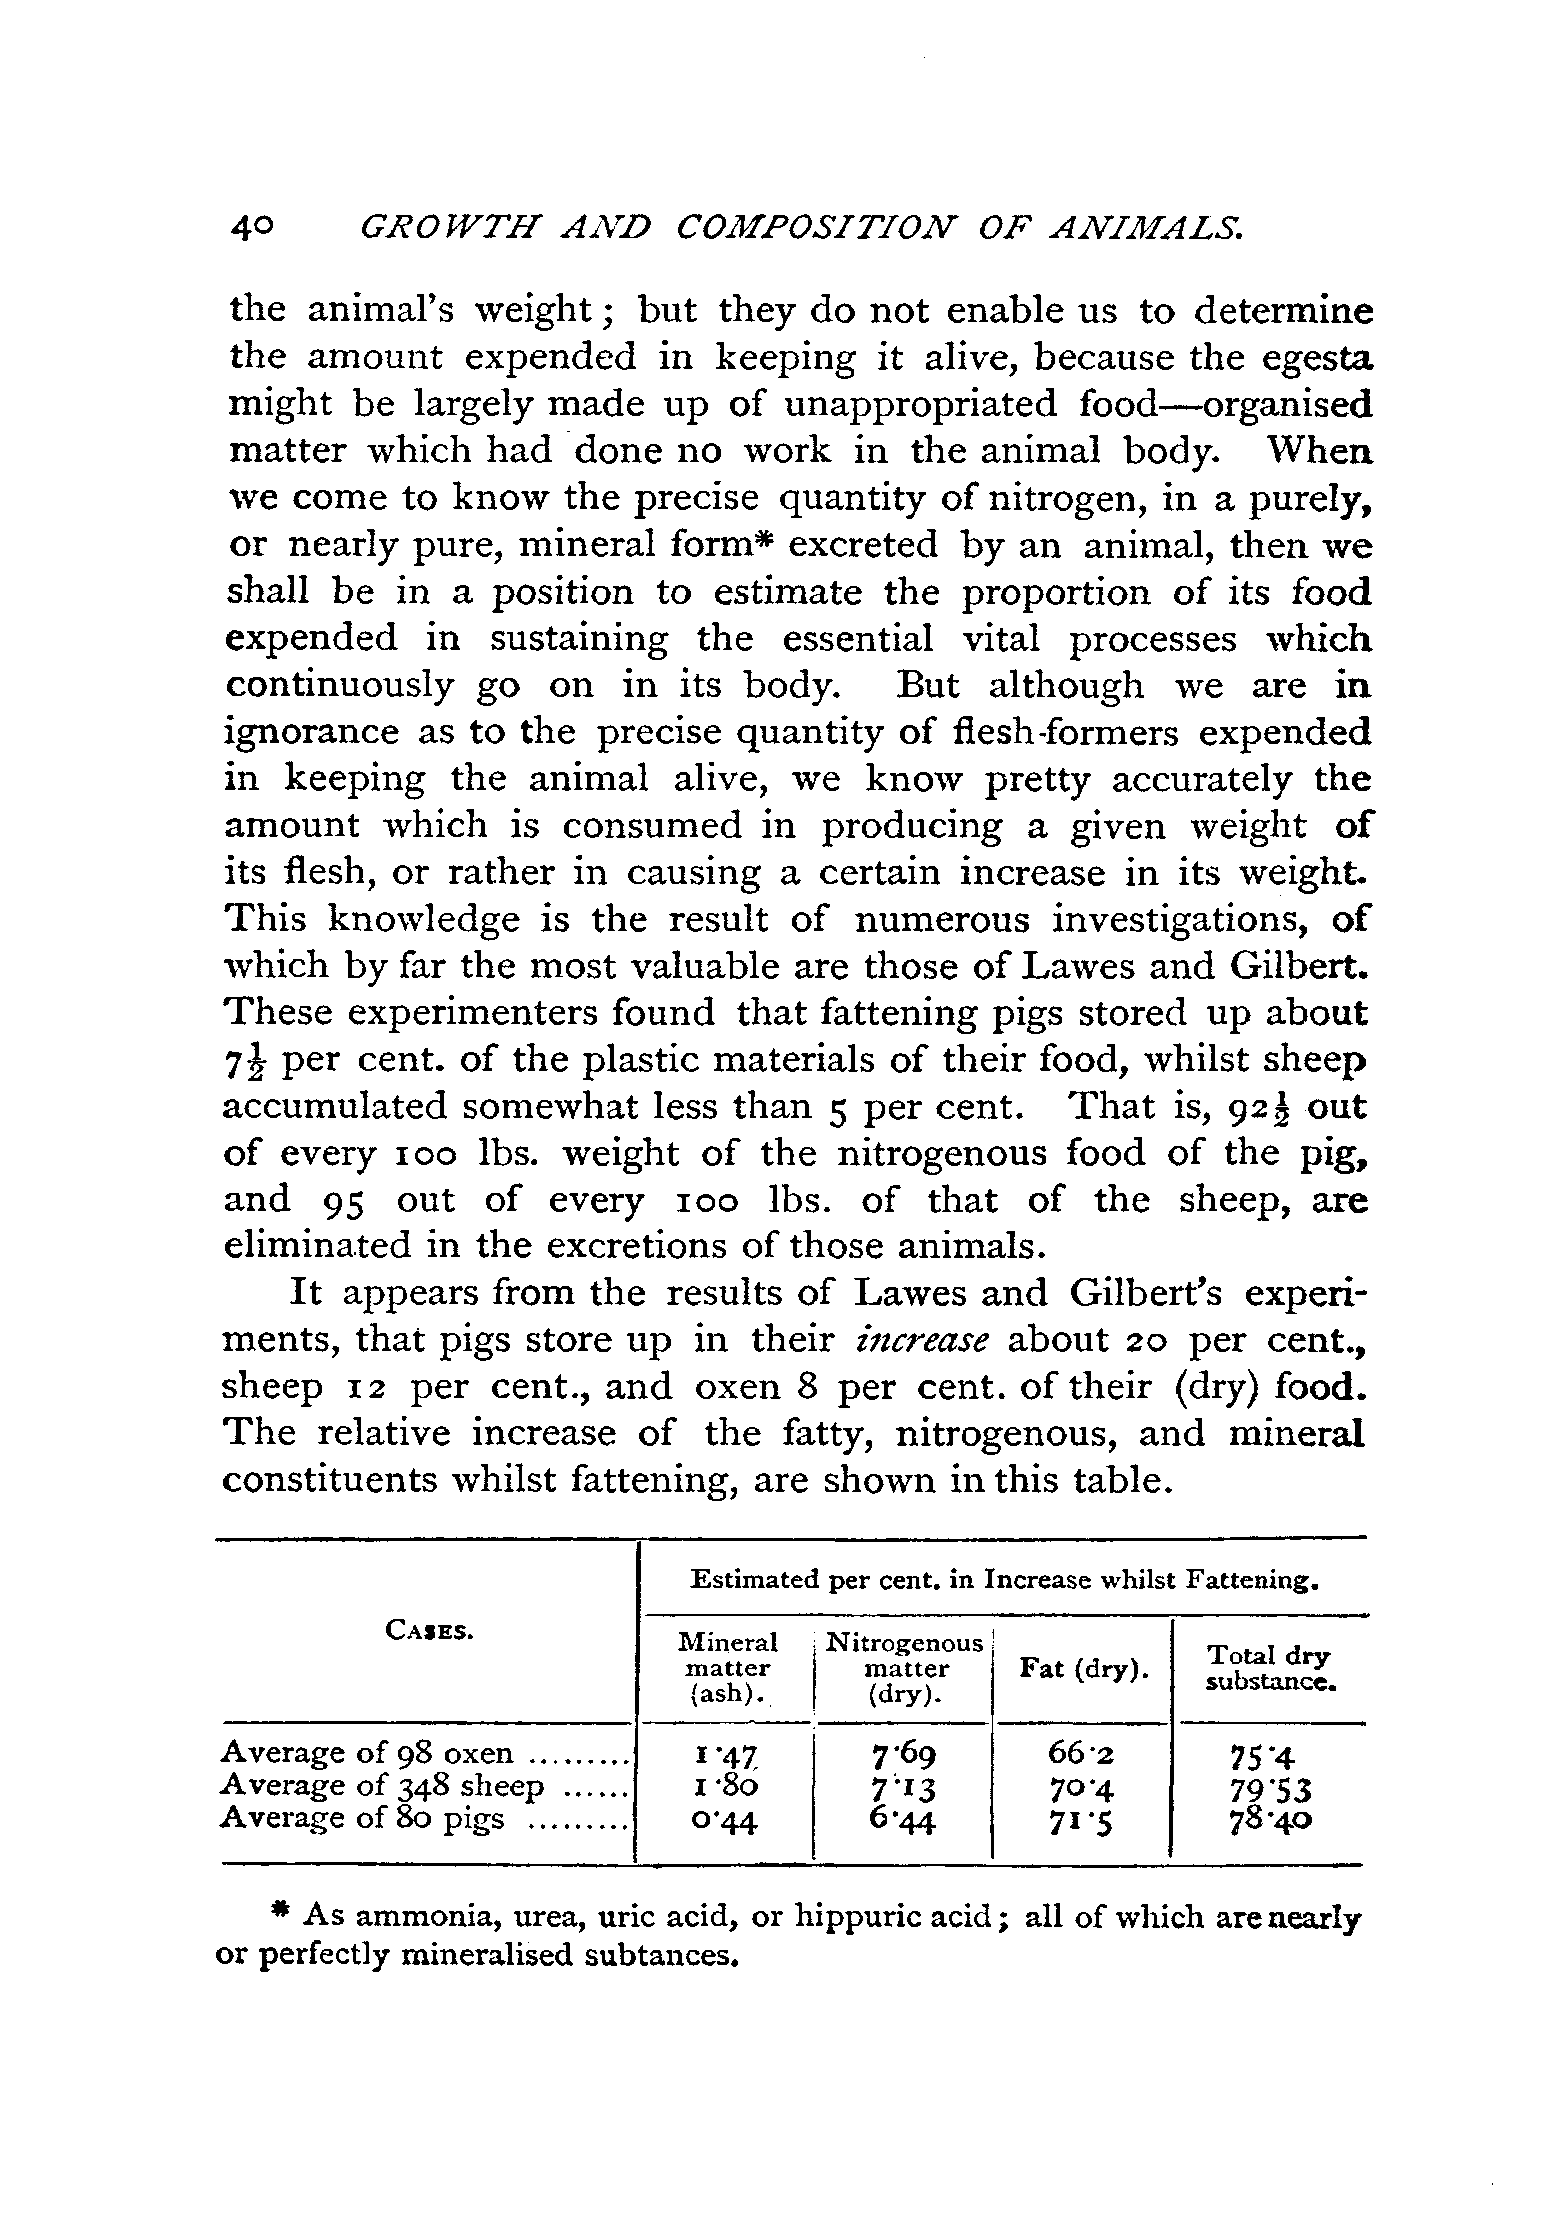 40 GROWTH AND COMPOSITION OF ANIMALS.
the animal's weight; but they do not enable us to determine
the amount expended in keeping it alive, because the egesta
might be largely made up of unappropriated food—organised
matter which had done no work in the animal body. When
we come to know the precise quantity of nitrogen, in a purely,
or nearly pure, mineral form* excreted by an animal, then we
shall be in a position to estimate the proportion of its food
expended in sustaining the essential vital processes which
continuously go on in its body. But although we are in
ignorance as to the precise quantity of flesh-formers expended
in keeping the animal alive, we know pretty accurately the
amount which is consumed in producing a given weight of
its flesh, or rather in causing a certain increase in its weight.
This knowledge is the result of numerous investigations, of
which by far the most valuable are those of Lawes and Gilbert.
These experimenters found that fattening pigs stored up about
7½ per cent. of the plastic materials of their food, whilst sheep
accumulated somewhat less than 5 per cent. That is, 92½ out
of every 100 lbs. weight of the nitrogenous food of the pig,
and 95 out of every 100 lbs. of that of the sheep, are
eliminated in the excretions of those animals.
It appears from the results of Lawes and Gilbert's experi-
ments, that pigs store up in their increase about 20 per cent.,
sheep 12 per cent., and oxen 8 per cent. of their (dry) food.
The relative increase of the fatty, nitrogenous, and mineral
constituents whilst fattening, are shown in this table.
CASES.
Estimated per cent. in Increase whilst Fattening.
Mineral matter (ash). Nitrogenous matter (dry). Fat (dry). Total dry substance.
Average of 98 oxen ......... 1·47 7·69 66·2 75·4
Average of 348 sheep ...... 1·80 7·13 70·4 79·53
Average of 80 pigs ......... 0·44 6·44 71·5 78·40
* As ammonia, urea, uric acid, or hippuric acid; all of which are nearly
or perfectly mineralised subtances.